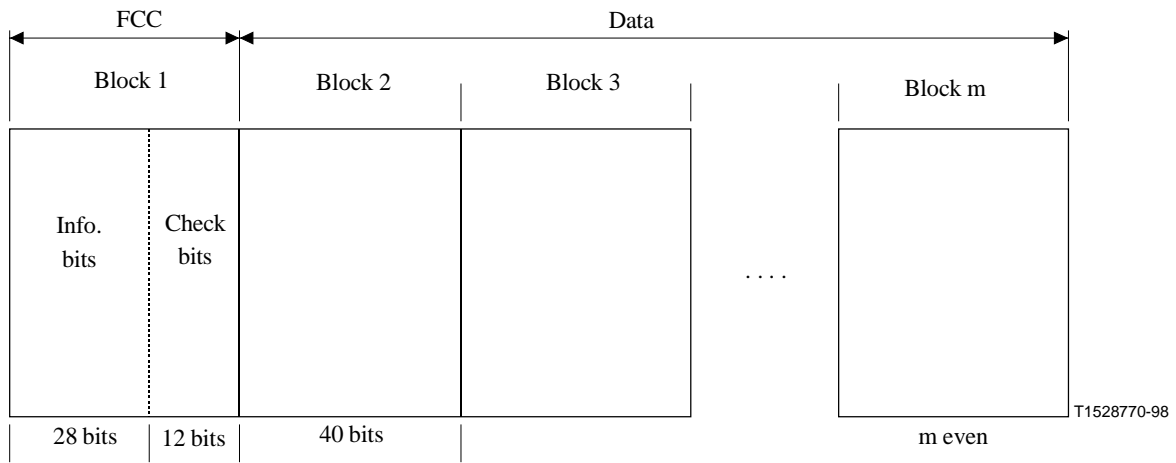 FCC
Data
Block 1
Block 2
Block 3
Block m
Info.
bits
Check
bits
. . . .
T1528770-98
28 bits
12 bits
40 bits
m even